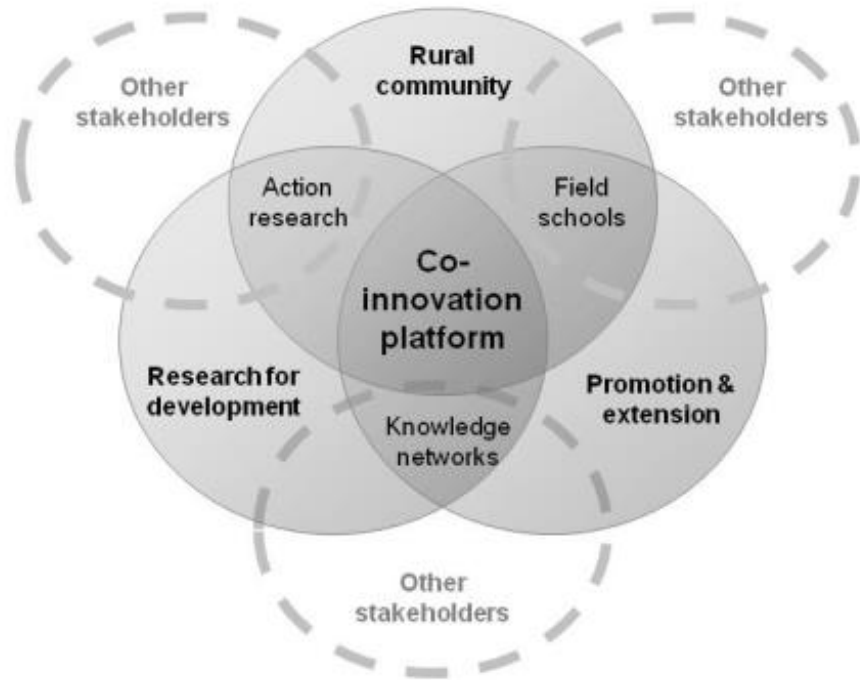 Rural
community
Other
stakeholders
Other
stakeholders
Action
research
Field
schools
Co-
innovation
platform
Research for
development
Promotion &
extension
Knowledge
networks
Other
stakeholders